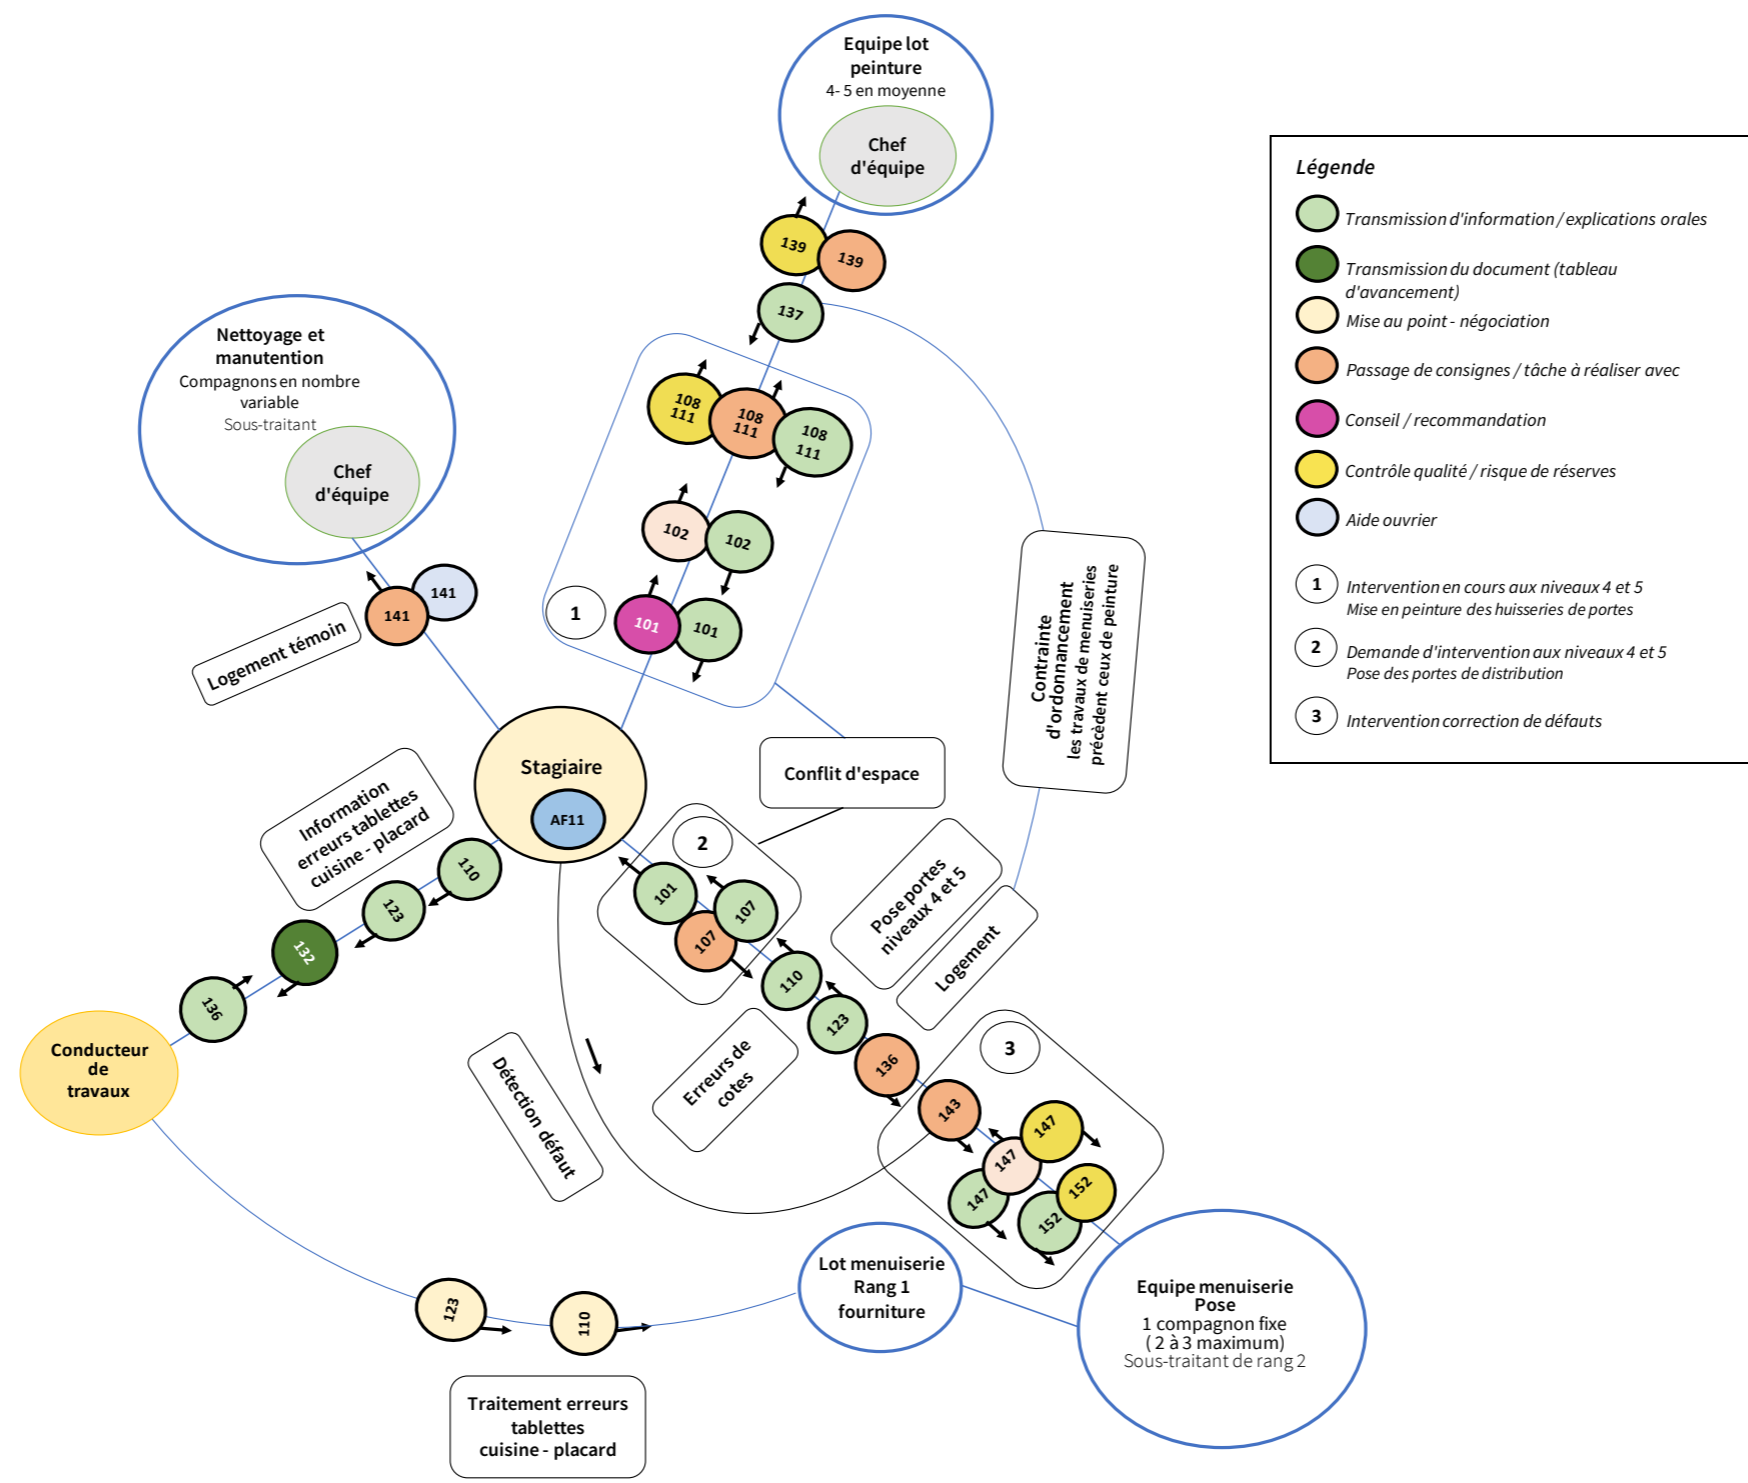 Equipe lot
peinture
4- 5 en moyenne
Chef
d'équipe
139
139
137
108
111
108
111
108
111
102
102
101
101
1
Nettoyage et
manutention
Compagnons en nombre
variable
Sous-traitant
Chef
d'équipe
141
141
Logement témoin
Légende
Transmission d'information / explications orales
Transmission du document (tableau
d'avancement)
Mise au point - négociation
Passage de consignes / tâche à réaliser avec
Conseil / recommandation
Contrôle qualité / risque de réserves
Aide ouvrier
1
Intervention en cours aux niveaux 4 et 5
Mise en peinture des huisseries de portes
2
Demande d'intervention aux niveaux 4 et 5
Pose des portes de distribution
3
Intervention correction de défauts
Contrainte
d'ordonnancement
les travaux de menuiseries
précèdent ceux de peinture
Stagiaire
AF11
Conflit d'espace
Information
erreurs tablettes
cuisine - placard
110
123
132
136
Conducteur
de
travaux
2
101
107
107
110
123
136
Pose portes
niveaux 4 et 5
Logement
Erreurs de
cotes
Détection défaut
3
143
147
147
147
152
152
123
110
Traitement erreurs
tablettes
cuisine - placard
Lot menuiserie
Rang 1
fourniture
Equipe menuiserie
Pose
1 compagnon fixe
( 2 à 3 maximum)
Sous-traitant de rang 2